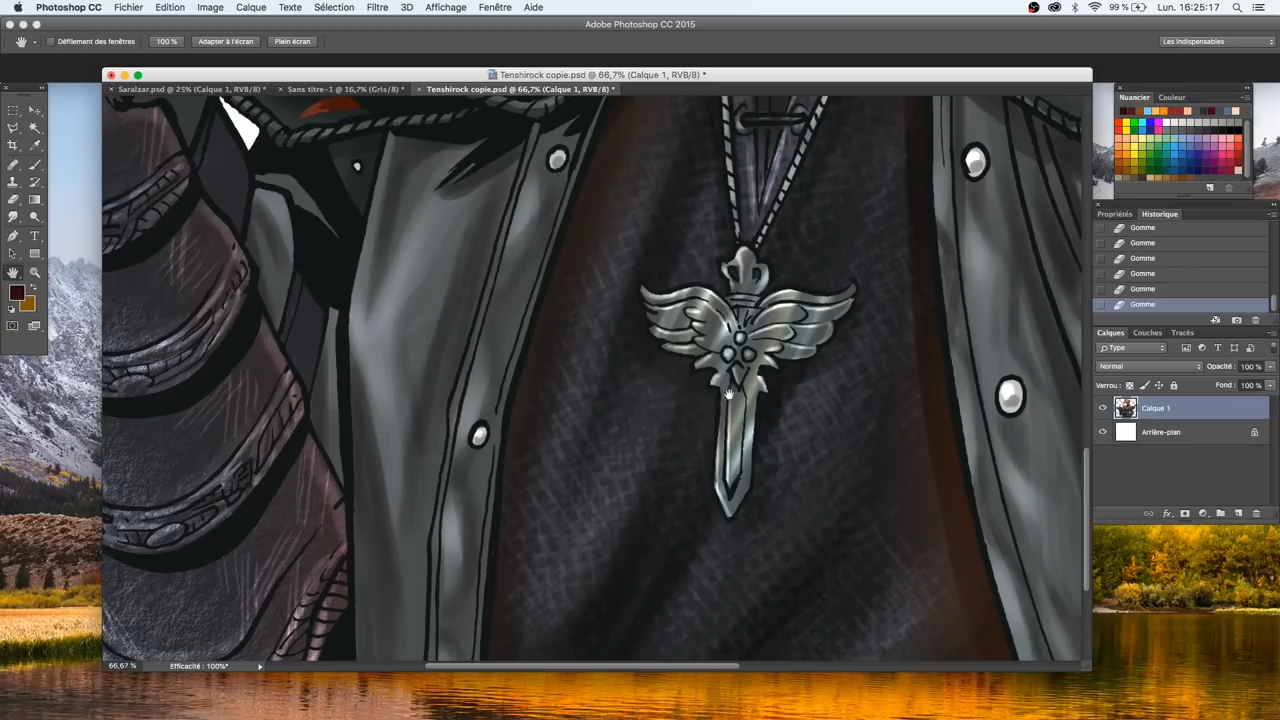 Photoshop CC Fichier Edition Image Calque Texte Sélection Filtre 3D Affichage Fenêtre Aide 99 % Lun. 16:25:17
Adobe Photoshop CC 2015
Défilement des fenêtres 100 % Adapter à l'écran Plein écran Les indispensables
Tenshirock copie.psd @ 66,7% (Calque 1, RVB/8) *
× Saralzar.psd @ 25% (Calque 1, RVB/8) * × Sans titre-1 @ 16,7% (Gris/8) * × Tenshirock copie.psd @ 66,7% (Calque 1, RVB/8) *
Nuancier Couleur
Propriétés Historique
Gomme
Gomme
Gomme
Gomme
Gomme
Gomme
Calques Couches Tracés
Type
Normal Opacité : 100 %
Verrou : Fond : 100 %
Calque 1
Arrière-plan
66,67 % Efficacité : 100%*